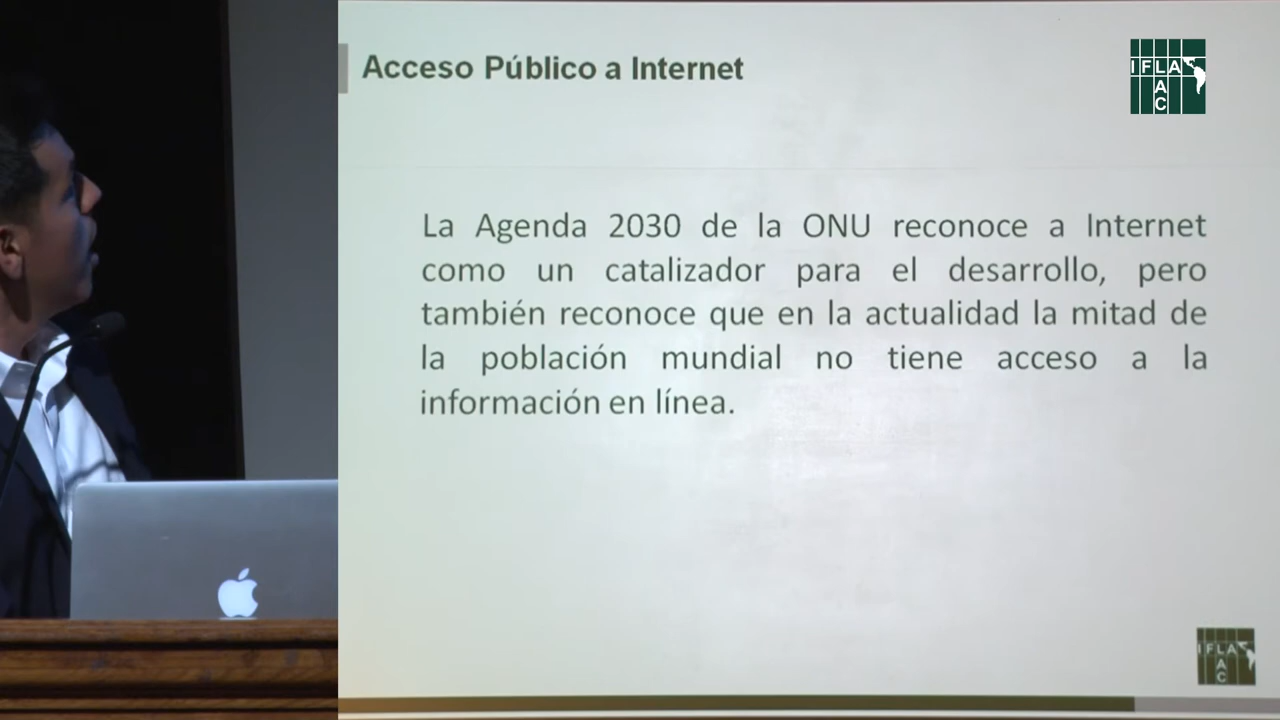 Acceso Público a Internet
IFLA
A
C
La Agenda 2030 de la ONU reconoce a Internet
como un catalizador para el desarrollo, pero
también reconoce que en la actualidad la mitad de
la población mundial no tiene acceso a la
información en línea.
IFLA
A
C